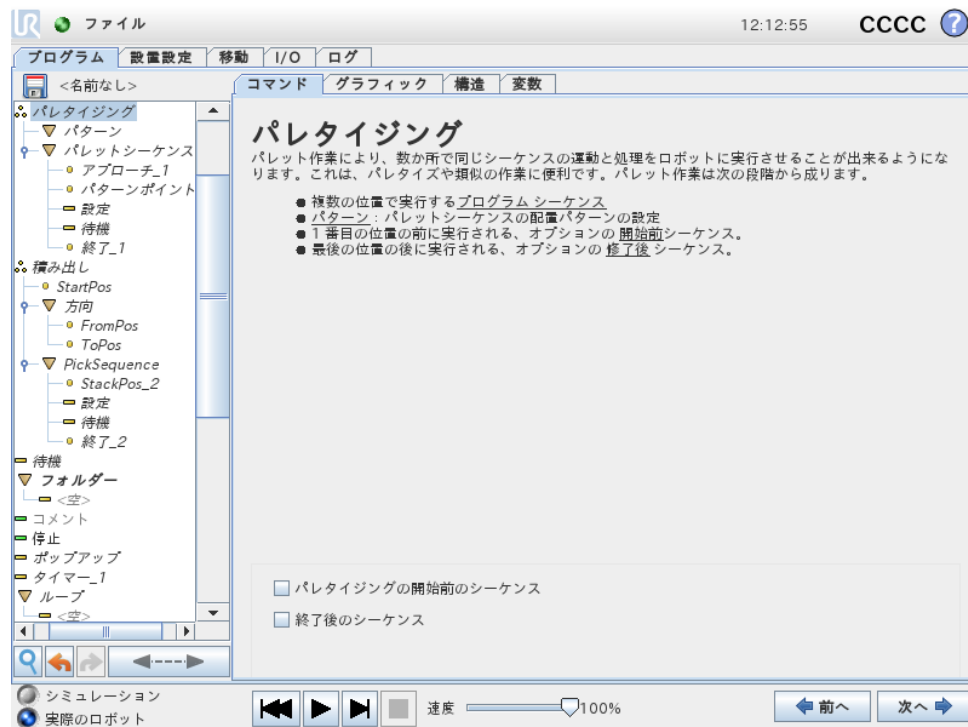 UR ファイル 12:12:55 CCCC ?
プログラム 設置設定 移動 I/O ログ
<名前なし>
コマンド グラフィック 構造 変数
パレタイジング
パターン
パレットシーケンス
アプローチ_1
パターンポイント
設定
待機
終了_1
積み出し
StartPos
方向
FromPos
ToPos
PickSequence
StackPos_2
設定
待機
終了_2
待機
フォルダー
<空>
コメント
停止
ポップアップ
タイマー_1
ループ
<空>
パレタイジング
パレット作業により、数か所で同じシーケンスの運動と処理をロボットに実行させることが出来るようにな
ります。これは、パレタイズや類似の作業に便利です。パレット作業は次の段階から成ります。
● 複数の位置で実行するプログラム シーケンス
● パターン : パレットシーケンスの配置パターンの設定
● 1 番目の位置の前に実行される、オプションの 開始前シーケンス。
● 最後の位置の後に実行される、オプションの 修了後 シーケンス。
パレタイジングの開始前のシーケンス
終了後のシーケンス
シミュレーション
実際のロボット
速度 100%
前へ 次へ